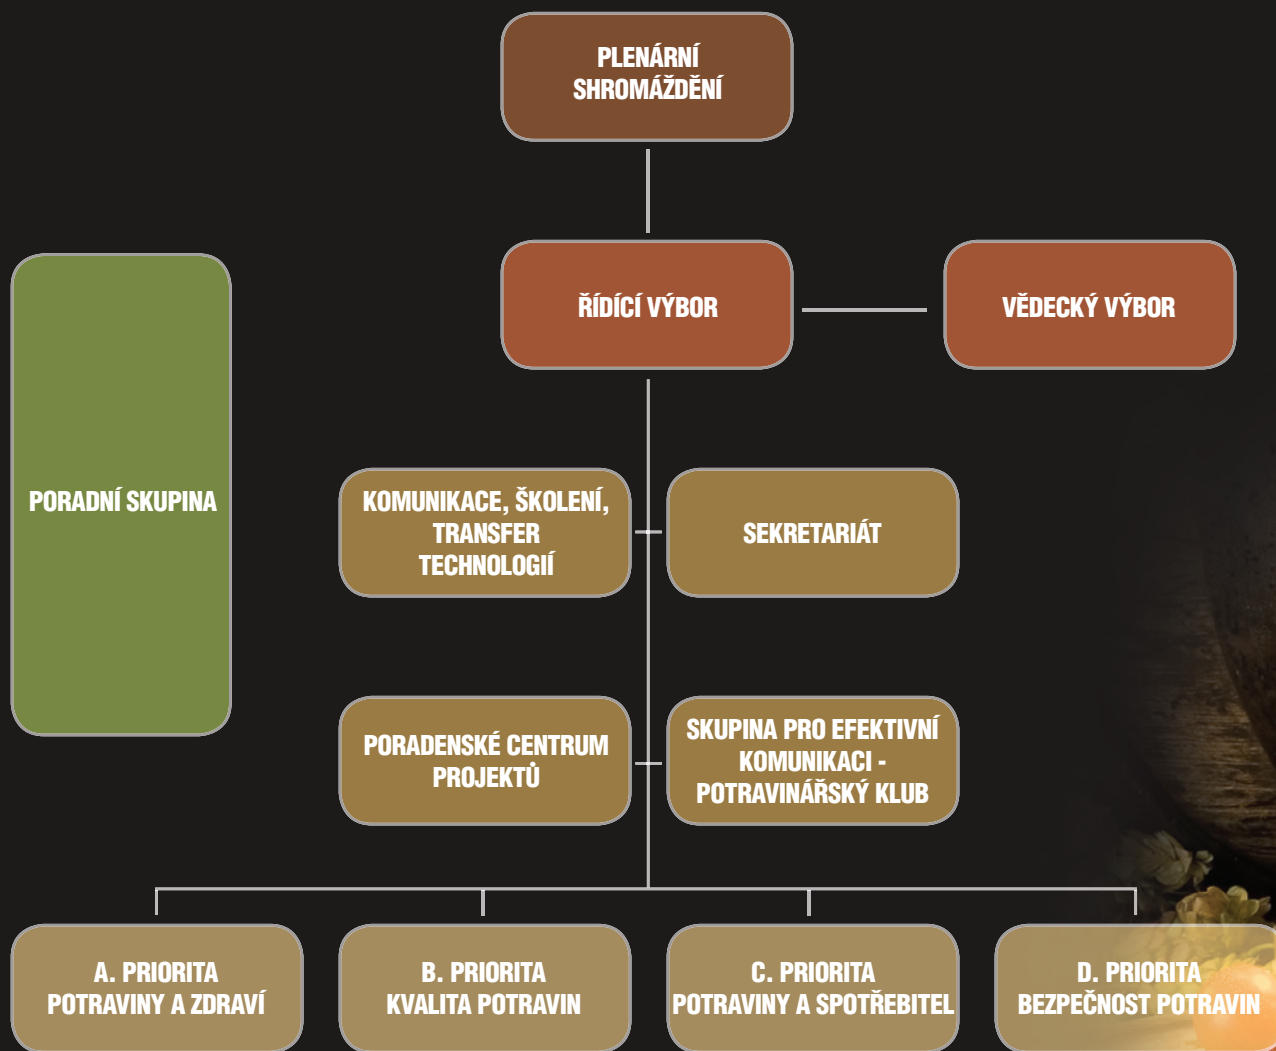 PLENÁRNÍ
SHROMÁŽDĚNÍ
ŘÍDÍCÍ VÝBOR
VĚDECKÝ VÝBOR
PORADNÍ SKUPINA
KOMUNIKACE, ŠKOLENÍ,
TRANSFER
TECHNOLOGIÍ
SEKRETARIÁT
PORADENSKÉ CENTRUM
PROJEKTŮ
SKUPINA PRO EFEKTIVNÍ
KOMUNIKACI -
POTRAVINÁŘSKÝ KLUB
A. PRIORITA
POTRAVINY A ZDRAVÍ
B. PRIORITA
KVALITA POTRAVIN
C. PRIORITA
POTRAVINY A SPOTŘEBITEL
D. PRIORITA
BEZPEČNOST POTRAVIN